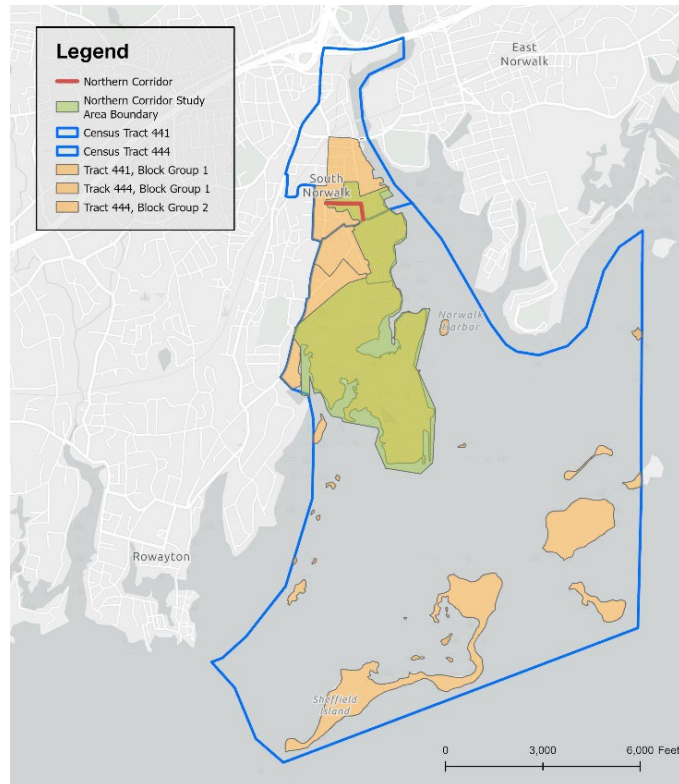 Legend
Northern Corridor
Northern Corridor Study
Area Boundary
Census Tract 441
Census Tract 444
Tract 441, Block Group 1
Track 444, Block Group 1
Tract 444, Block Group 2
East
Norwalk
South
Norwalk
Norwalk
Harbor
Rowayton
Sheffield
Island
0 3,000 6,000 Feet